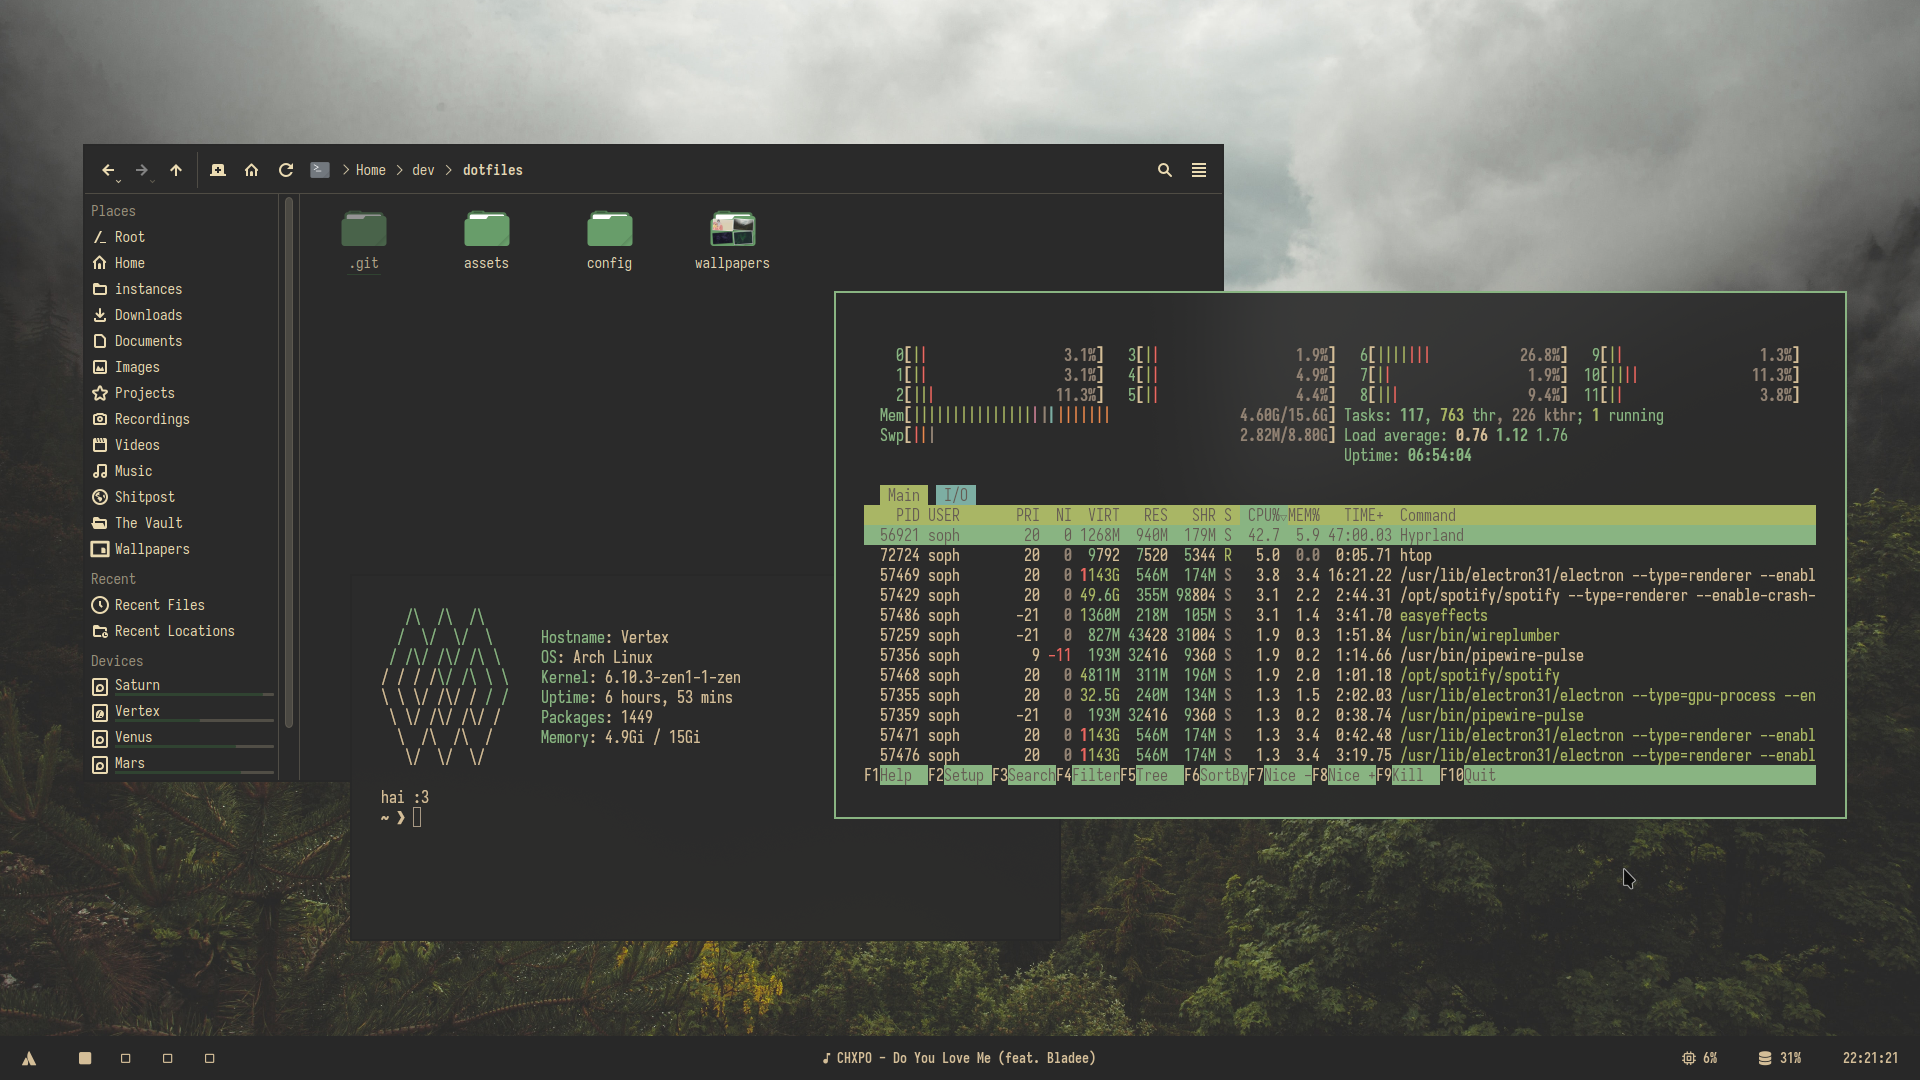 Home dev dotfiles
Places
Root
Home
instances
Downloads
Documents
Images
Projects
Recordings
Videos
Music
Shitpost
The Vault
Wallpapers
Recent
Recent Files
Recent Locations
Devices
Saturn
Vertex
Venus
Mars
.git assets config wallpapers
Hostname: Vertex
OS: Arch Linux
Kernel: 6.10.3-zen1-1-zen
Uptime: 6 hours, 53 mins
Packages: 1449
Memory: 4.9Gi / 15Gi
hai :3
~ ❯
0[|| 3.1%] 3[|| 1.9%] 6[||||||| 26.8%] 9[|| 1.3%]
1[|| 3.1%] 4[|| 4.9%] 7[|| 1.9%] 10[|||| 11.3%]
2[||| 11.3%] 5[|| 4.4%] 8[||| 9.4%] 11[|| 3.8%]
Mem[||||||||||||||||||||||||| 4.60G/15.6G] Tasks: 117, 763 thr, 226 kthr; 1 running
Swp[||| 2.82M/8.80G] Load average: 0.76 1.12 1.76
Uptime: 06:54:04
Main I/O
PID USER PRI NI VIRT RES SHR S CPU%▽MEM% TIME+ Command
56921 soph 20 0 1268M 940M 179M S 42.7 5.9 47:00.03 Hyprland
72724 soph 20 0 9792 7520 5344 R 5.0 0.0 0:05.71 htop
57469 soph 20 0 1143G 546M 174M S 3.8 3.4 16:21.22 /usr/lib/electron31/electron --type=renderer --enabl
57429 soph 20 0 49.6G 355M 98804 S 3.1 2.2 2:44.31 /opt/spotify/spotify --type=renderer --enable-crash-
57486 soph -21 0 1360M 218M 105M S 3.1 1.4 3:41.70 easyeffects
57259 soph -21 0 827M 43428 31004 S 1.9 0.3 1:51.84 /usr/bin/wireplumber
57356 soph 9 -11 193M 32416 9360 S 1.9 0.2 1:14.66 /usr/bin/pipewire-pulse
57468 soph 20 0 4811M 311M 196M S 1.9 2.0 1:01.18 /opt/spotify/spotify
57355 soph 20 0 32.5G 240M 134M S 1.3 1.5 2:02.03 /usr/lib/electron31/electron --type=gpu-process --en
57359 soph -21 0 193M 32416 9360 S 1.3 0.2 0:38.74 /usr/bin/pipewire-pulse
57471 soph 20 0 1143G 546M 174M S 1.3 3.4 0:42.48 /usr/lib/electron31/electron --type=renderer --enabl
57476 soph 20 0 1143G 546M 174M S 1.3 3.4 3:19.75 /usr/lib/electron31/electron --type=renderer --enabl
F1Help F2Setup F3SearchF4FilterF5Tree F6SortByF7Nice -F8Nice +F9Kill F10Quit
CHXPO - Do You Love Me (feat. Bladee)
6% 31% 22:21:21